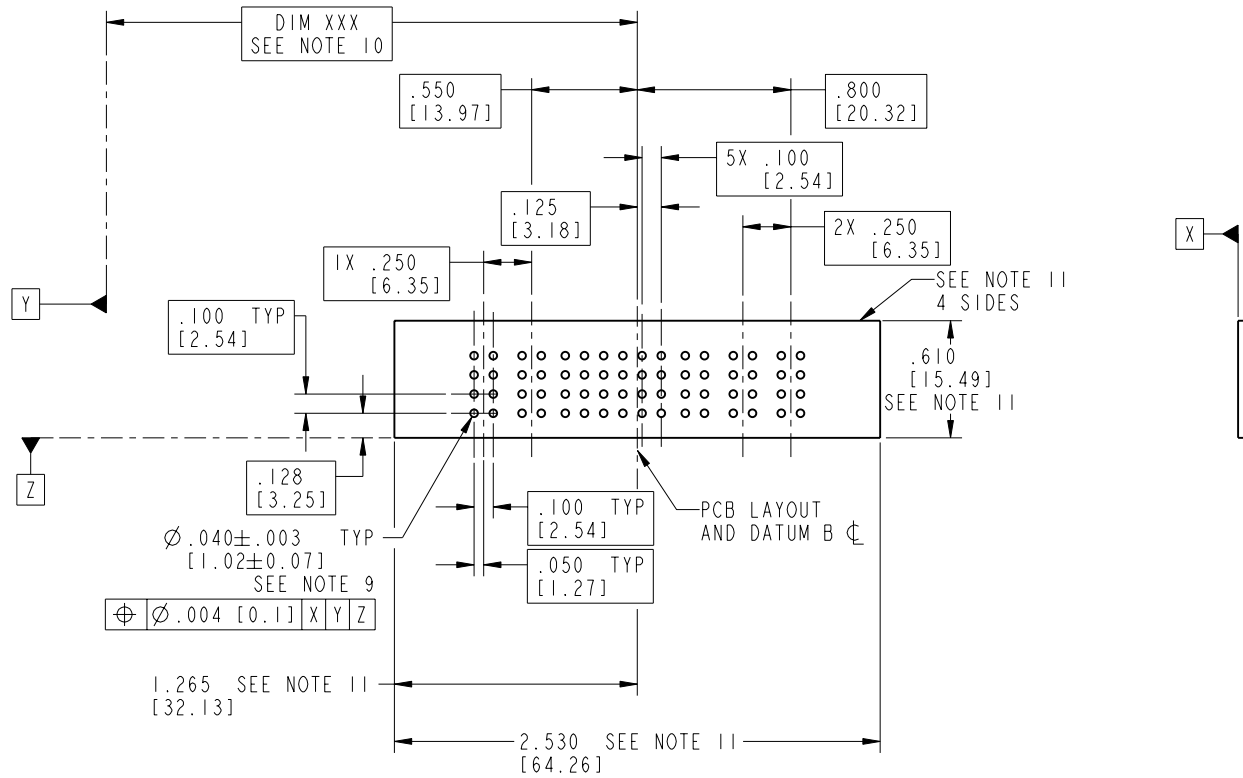 DIM XXX
SEE NOTE 10
.550
[13.97]
.800
[20.32]
5X .100
[2.54]
.125
[3.18]
2X .250
[6.35]
1X .250
[6.35]
X
Y
SEE NOTE 11
4 SIDES
.100 TYP
[2.54]
.610
[15.49]
SEE NOTE 11
Z
.128
[3.25]
.100 TYP
[2.54]
PCB LAYOUT
AND DATUM B ℄
Ø.040±.003 TYP
[1.02±0.07]
SEE NOTE 9
.050 TYP
[1.27]
⌖ Ø.004 [0.1] X Y Z
1.265 SEE NOTE 11
[32.13]
2.530 SEE NOTE 11
[64.26]